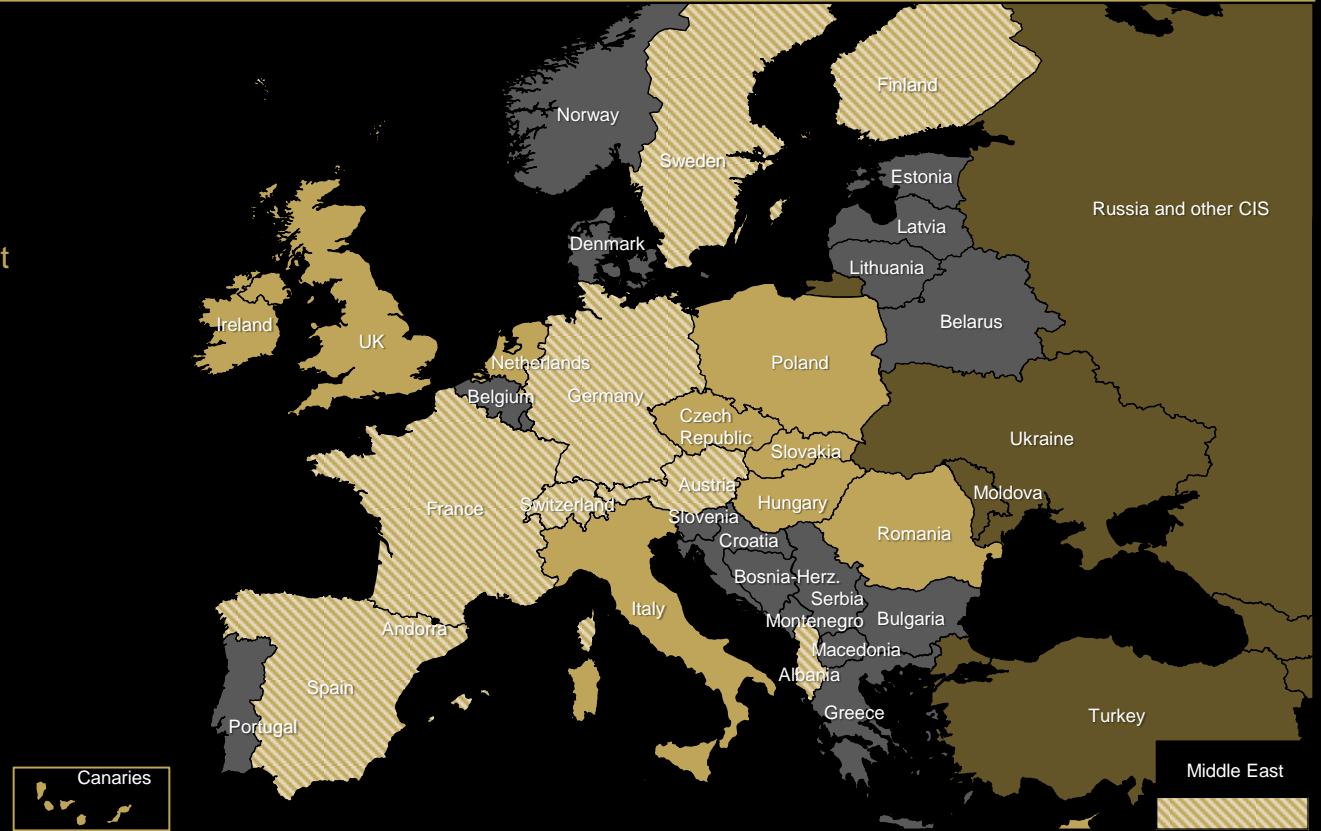 Norway
Finland
Sweden
Estonia
Russia and other CIS
Latvia
Denmark
t
Lithuania
Ireland
Belarus
UK
Netherlands
Poland
Belgium
Germany
Czech
Republic
Ukraine
Slovakia
Austria
Moldova
Switzerland
Hungary
France
Slovenia
Romania
Croatia
Bosnia-Herz.
Serbia
Italy
Montenegro
Bulgaria
Andorra
Macedonia
Albania
Spain
Greece
Turkey
Portugal
Middle East
Canaries